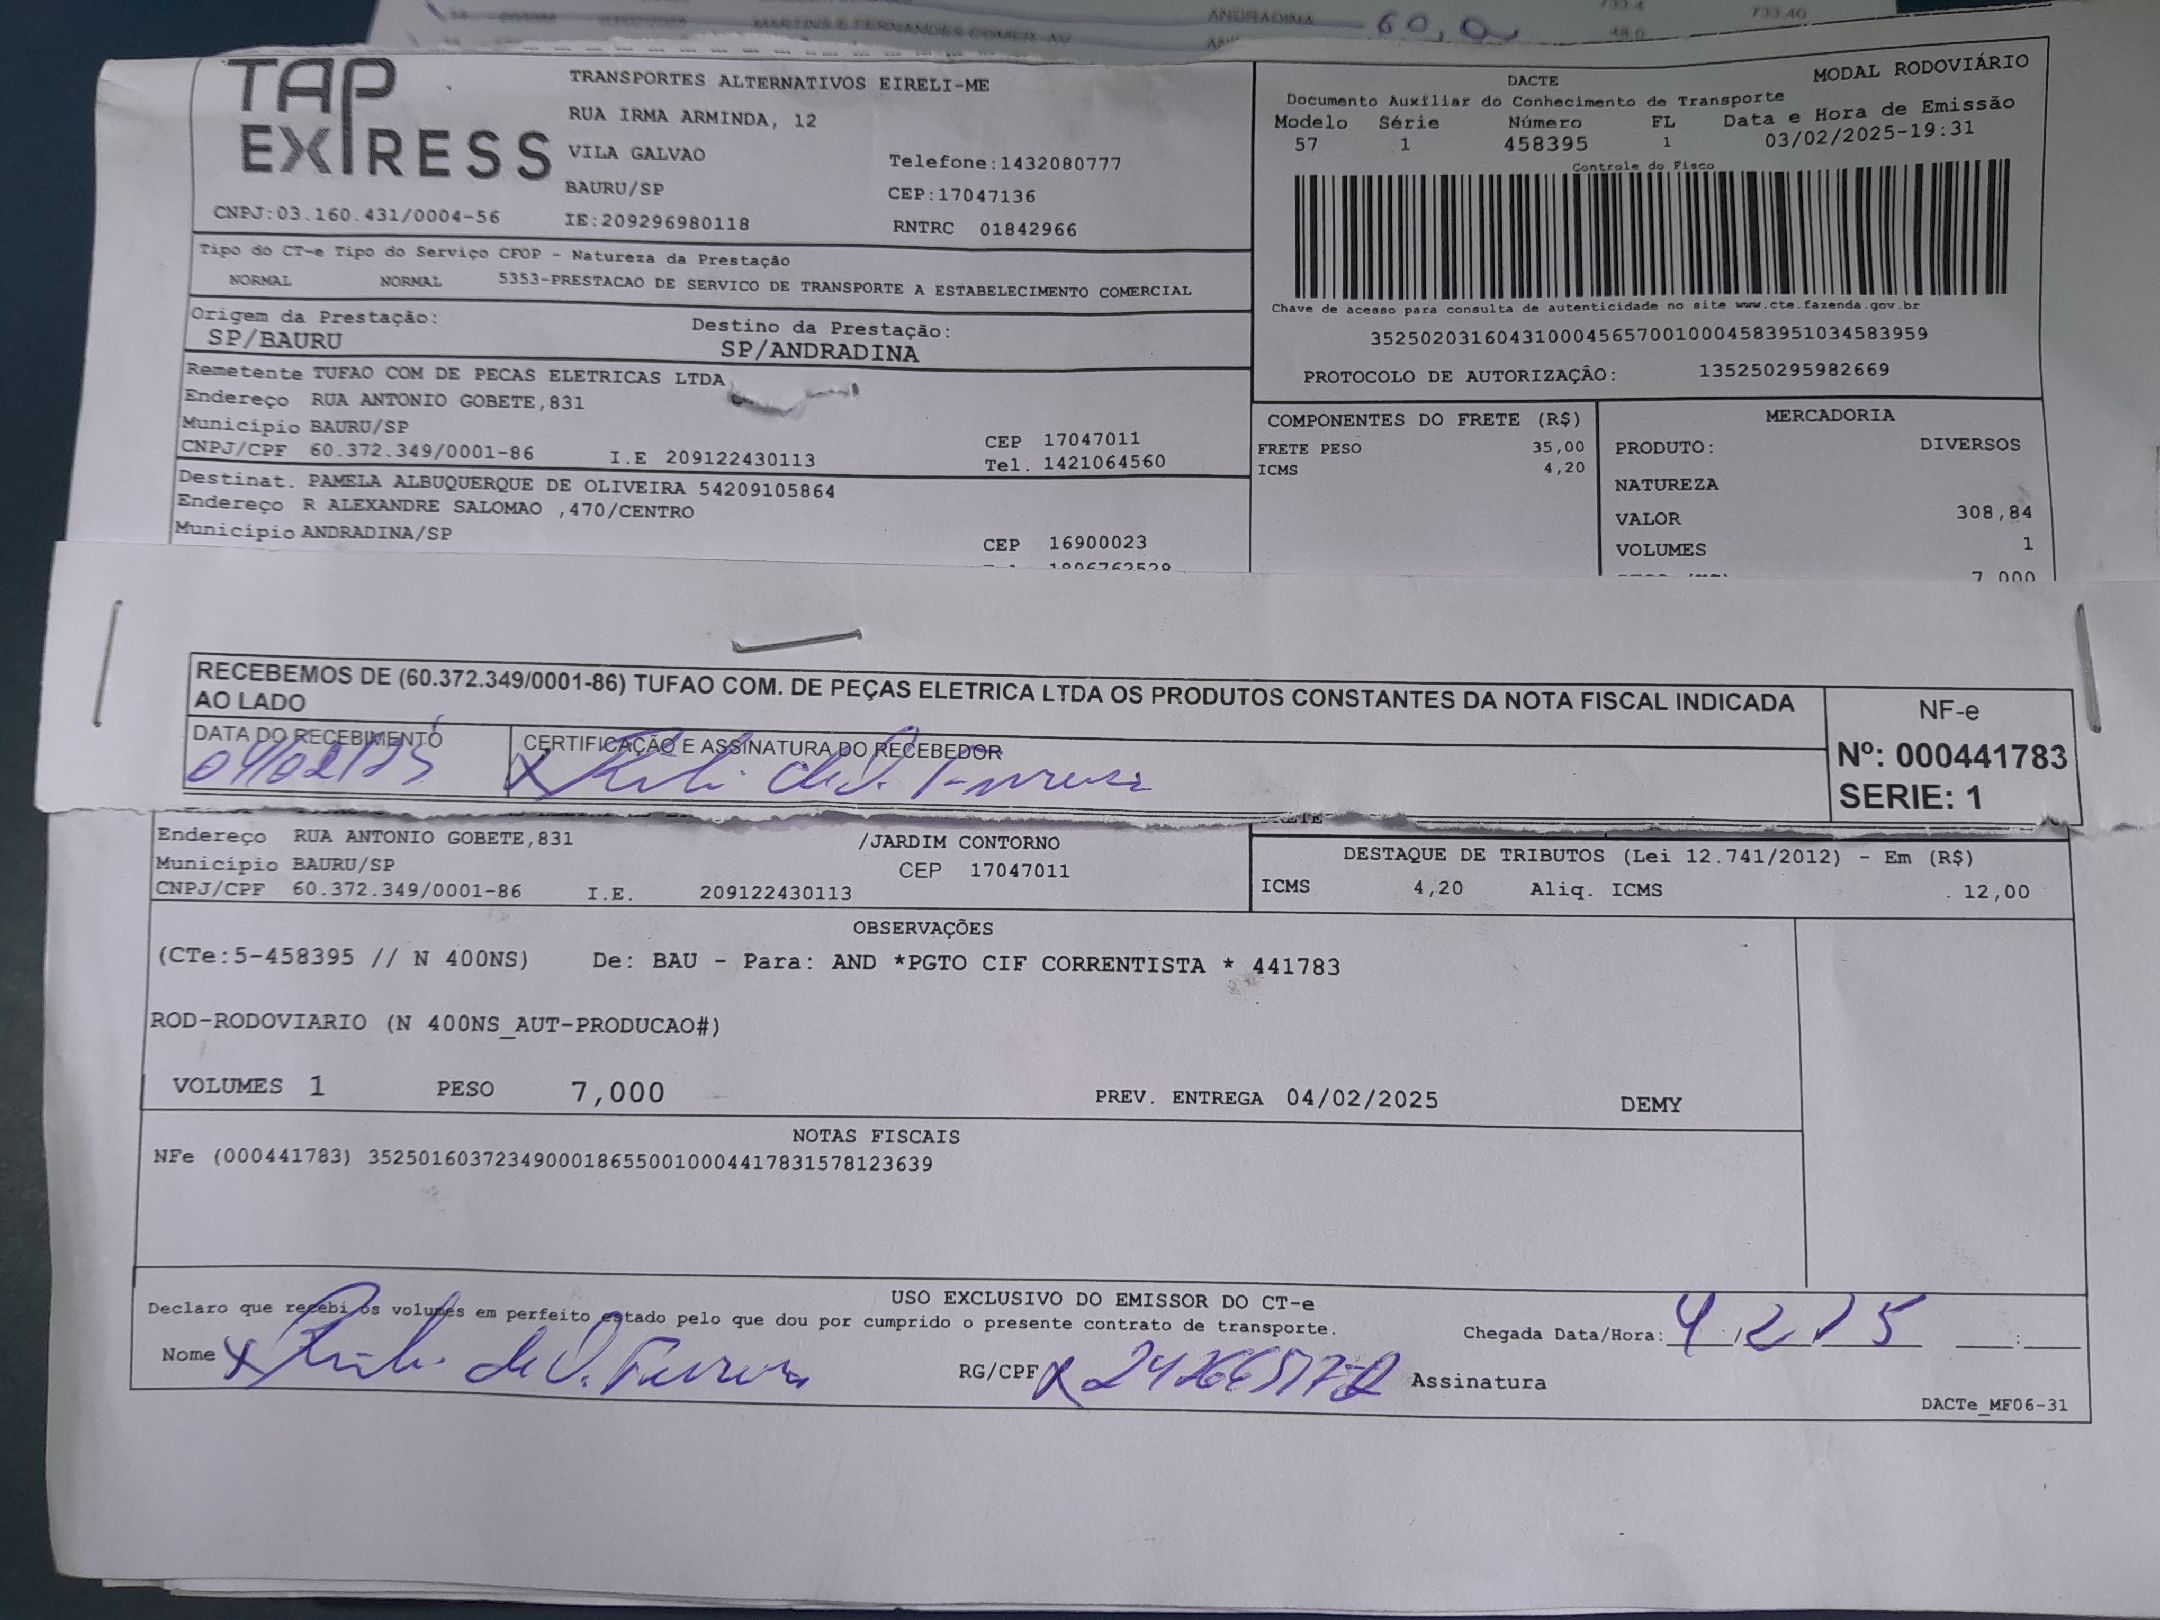 ANDRADINA 60,0 733,40
MARTINS E FERNANDES COMER AV
TAP EXPRESS
TRANSPORTES ALTERNATIVOS EIRELI-ME
RUA IRMA ARMINDA, 12
VILA GALVAO
Telefone:1432080777
BAURU/SP
CEP:17047136
CNPJ:03.160.431/0004-56
IE:209296980118
RNTRC 01842966
DACTE
MODAL RODOVIÁRIO
Documento Auxiliar do Conhecimento de Transporte
Modelo Série Número FL Data e Hora de Emissão
57 1 458395 1 03/02/2025-19:31
Controle do Fisco
Chave de acesso para consulta de autenticidade no site www.cte.fazenda.gov.br
35250203160431000456570010004583951034583959
PROTOCOLO DE AUTORIZAÇÃO: 135250295982669
Tipo do CT-e Tipo do Serviço CFOP - Natureza da Prestação
NORMAL NORMAL 5353-PRESTACAO DE SERVICO DE TRANSPORTE A ESTABELECIMENTO COMERCIAL
Origem da Prestação: Destino da Prestação:
SP/BAURU SP/ANDRADINA
Remetente TUFAO COM DE PECAS ELETRICAS LTDA
Endereço RUA ANTONIO GOBETE,831
Município BAURU/SP CEP 17047011
CNPJ/CPF 60.372.349/0001-86 I.E 209122430113 Tel. 1421064560
Destinat. PAMELA ALBUQUERQUE DE OLIVEIRA 54209105864
Endereço R ALEXANDRE SALOMAO ,470/CENTRO
Município ANDRADINA/SP CEP 16900023
COMPONENTES DO FRETE (R$)
FRETE PESO 35,00
ICMS 4,20
MERCADORIA
PRODUTO: DIVERSOS
NATUREZA
VALOR 308,84
VOLUMES 1
7,000
RECEBEMOS DE (60.372.349/0001-86) TUFAO COM. DE PEÇAS ELETRICA LTDA OS PRODUTOS CONSTANTES DA NOTA FISCAL INDICADA
AO LADO
DATA DO RECEBIMENTO CERTIFICAÇÃO E ASSINATURA DO RECEBEDOR
04/02/25
NF-e
Nº: 000441783
SERIE: 1
Endereço RUA ANTONIO GOBETE,831 /JARDIM CONTORNO
Município BAURU/SP CEP 17047011
CNPJ/CPF 60.372.349/0001-86 I.E. 209122430113
DESTAQUE DE TRIBUTOS (Lei 12.741/2012) - Em (R$)
ICMS 4,20 Aliq. ICMS 12,00
OBSERVAÇÕES
(CTe:5-458395 // N 400NS) De: BAU - Para: AND *PGTO CIF CORRENTISTA * 441783
ROD-RODOVIARIO (N 400NS_AUT-PRODUCAO#)
VOLUMES 1 PESO 7,000 PREV. ENTREGA 04/02/2025 DEMY
NOTAS FISCAIS
NFe (000441783) 35250160372349000186550010004417831578123639
USO EXCLUSIVO DO EMISSOR DO CT-e
Declaro que recebi os volumes em perfeito estado pelo que dou por cumprido o presente contrato de transporte.
Chegada Data/Hora: 4 / 2 / 25 :
Nome x de O. Ferreira RG/CPF x Assinatura
DACTe_MF06-31